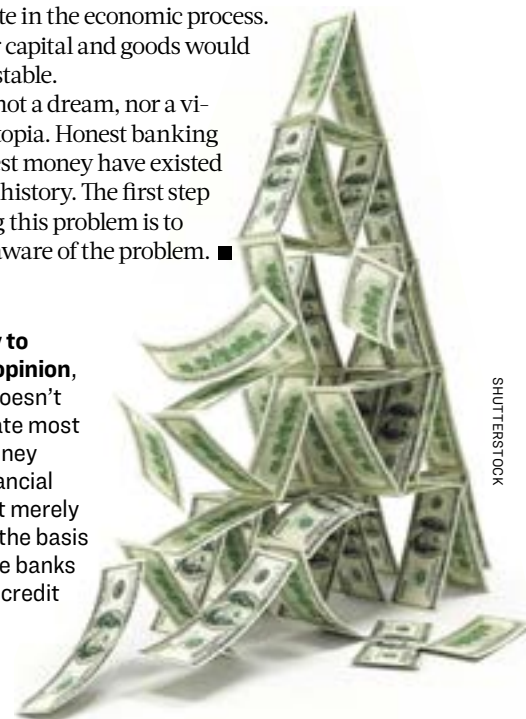 te in the economic process.
r capital and goods would
stable.
not a dream, nor a vi-
topia. Honest banking
est money have existed
history. The first step
g this problem is to
ware of the problem. ■
y to
opinion,
oesn't
ate most
ney
ancial
t merely
the basis
e banks
credit
SHUTTERSTOCK